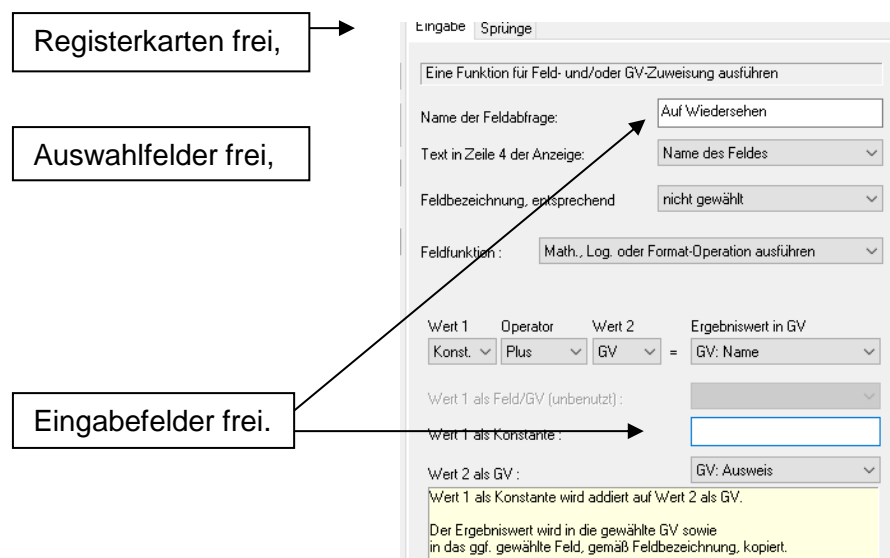 Registerkarten frei,
Auswahlfelder frei,
Eingabefelder frei.
Eingabe Sprünge
Eine Funktion für Feld- und/oder GV-Zuweisung ausführen
Name der Feldabfrage: Auf Wiedersehen
Text in Zeile 4 der Anzeige: Name des Feldes
Feldbezeichnung, entsprechend nicht gewählt
Feldfunktion : Math., Log. oder Format-Operation ausführen
Wert 1 Operator Wert 2 Ergebniswert in GV
Konst. Plus GV = GV: Name
Wert 1 als Feld/GV (unbenutzt) :
Wert 1 als Konstante :
Wert 2 als GV : GV: Ausweis
Wert 1 als Konstante wird addiert auf Wert 2 als GV.
Der Ergebniswert wird in die gewählte GV sowie
in das ggf. gewählte Feld, gemäß Feldbezeichnung, kopiert.